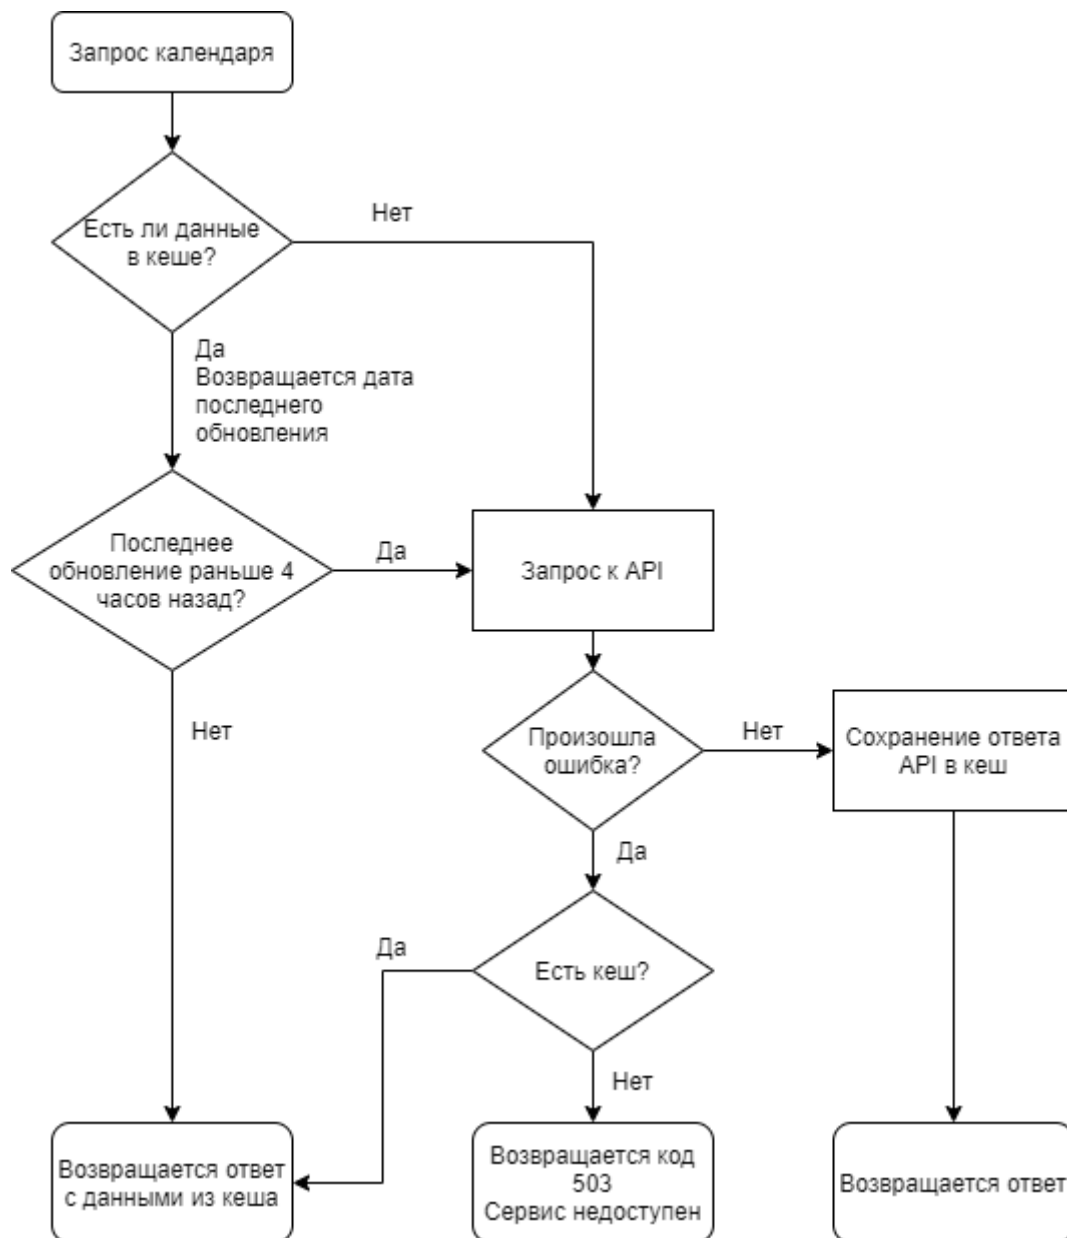 Запрос календаря
Есть ли данные
в кеше?
Нет
Да
Возвращается дата
последнего
обновления
Последнее
обновление раньше 4
часов назад?
Да
Запрос к API
Нет
Произошла
ошибка?
Нет
Сохранение ответа
API в кеш
Да
Да
Есть кеш?
Нет
Возвращается ответ
с данными из кеша
Возвращается код
503
Сервис недоступен
Возвращается ответ